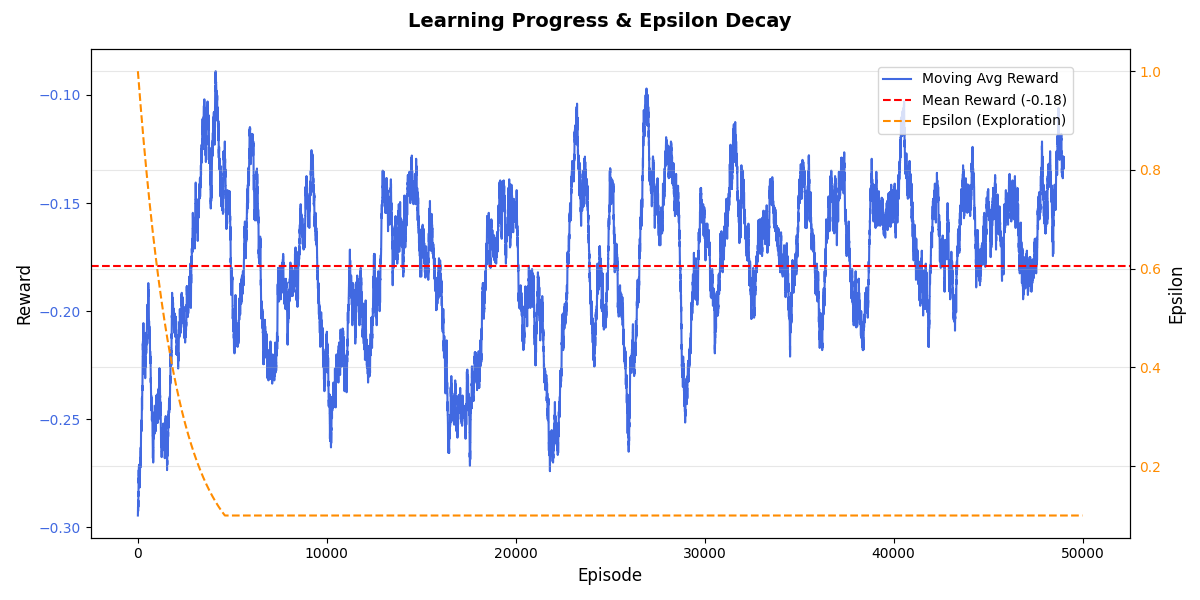 Learning Progress & Epsilon Decay
Moving Avg Reward
Mean Reward (-0.18)
Epsilon (Exploration)
Reward
−0.10
−0.15
−0.20
−0.25
−0.30
1.0
0.8
0.6
0.4
0.2
Epsilon
0 10000 20000 30000 40000 50000
Episode